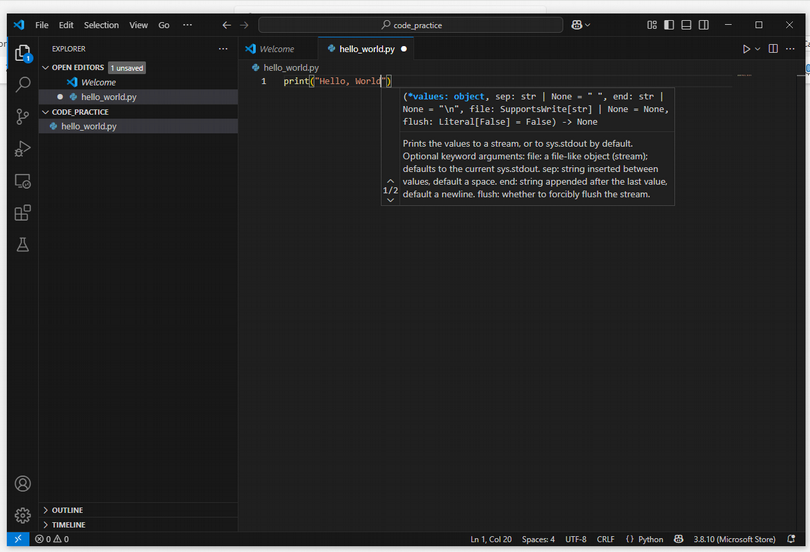 File Edit Selection View Go ··· code_practice
EXPLORER ···
OPEN EDITORS 1 unsaved
Welcome
hello_world.py
CODE_PRACTICE
hello_world.py
OUTLINE
TIMELINE
1
Welcome hello_world.py
hello_world.py
1 print("Hello, World")
(*values: object, sep: str | None = " ", end: str |
None = "\n", file: SupportsWrite[str] | None = None,
flush: Literal[False] = False) -> None
Prints the values to a stream, or to sys.stdout by default.
Optional keyword arguments: file: a file-like object (stream);
defaults to the current sys.stdout. sep: string inserted between
values, default a space. end: string appended after the last value,
default a newline. flush: whether to forcibly flush the stream.
1/2
0 0 Ln 1, Col 20 Spaces: 4 UTF-8 CRLF {} Python 3.8.10 (Microsoft Store)